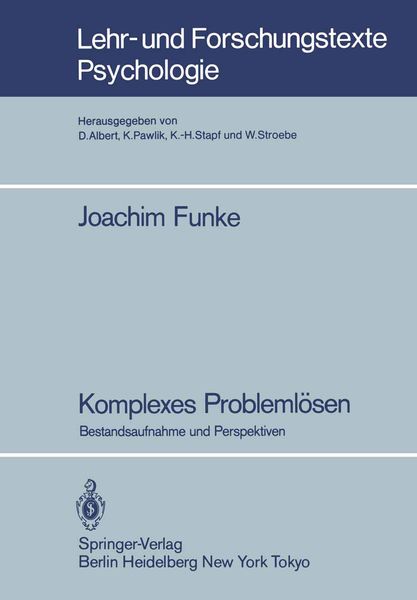 Lehr- und Forschungstexte
Psychologie
Herausgegeben von
D. Albert, K. Pawlik, K.-H. Stapf und W. Stroebe
Joachim Funke
Komplexes Problemlösen
Bestandsaufnahme und Perspektiven
Springer-Verlag
Berlin Heidelberg New York Tokyo